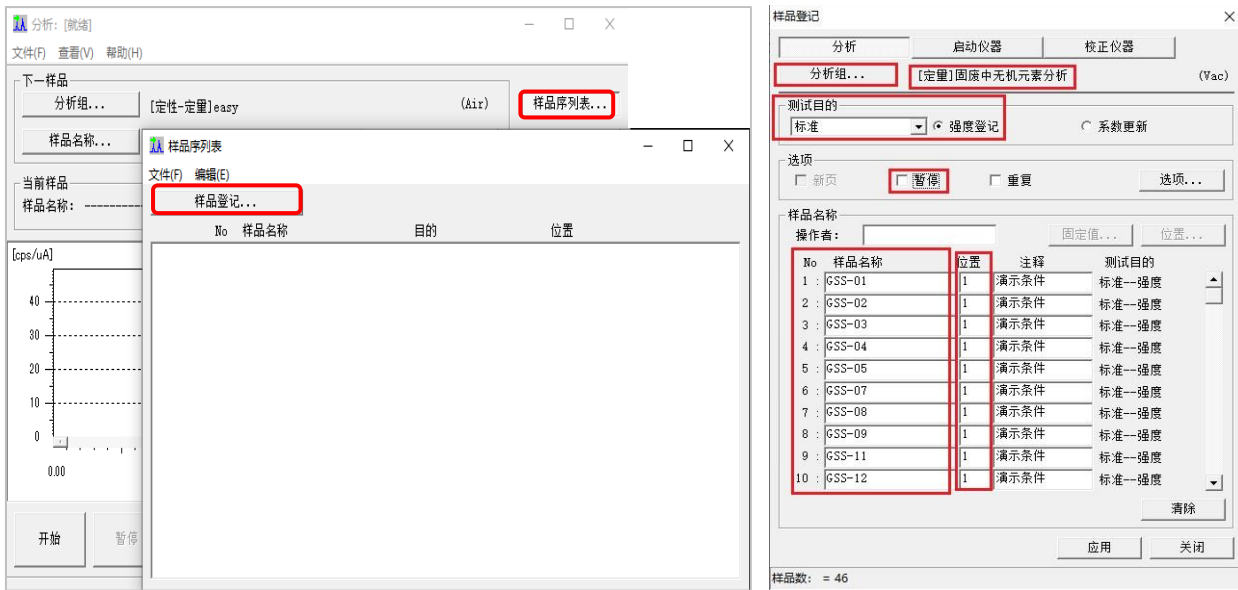 分析: [就绪]
文件(F) 查看(V) 帮助(H)
下一样品
分析组... [定性-定量]easy (Air) 样品序列表...
样品名称...
当前样品
样品名称: ----------
[cps/uA]
40
30
20
10
0
0.00
开始 暂停
样品序列表
文件(F) 编辑(E)
样品登记...
No 样品名称 目的 位置
样品登记
分析 启动仪器 校正仪器
分析组... [定量]固废中无机元素分析 (Vac)
测试目的
标准 强度登记 系数更新
选项
新页 暂停 重复 选项...
样品名称
操作者: 固定值... 位置...
No 样品名称 位置 注释 测试目的
1 : GSS-01 1 演示条件 标准--强度
2 : GSS-02 1 演示条件 标准--强度
3 : GSS-03 1 演示条件 标准--强度
4 : GSS-04 1 演示条件 标准--强度
5 : GSS-05 1 演示条件 标准--强度
6 : GSS-07 1 演示条件 标准--强度
7 : GSS-08 1 演示条件 标准--强度
8 : GSS-09 1 演示条件 标准--强度
9 : GSS-11 1 演示条件 标准--强度
10 : GSS-12 1 演示条件 标准--强度
清除
应用 关闭
样品数: = 46